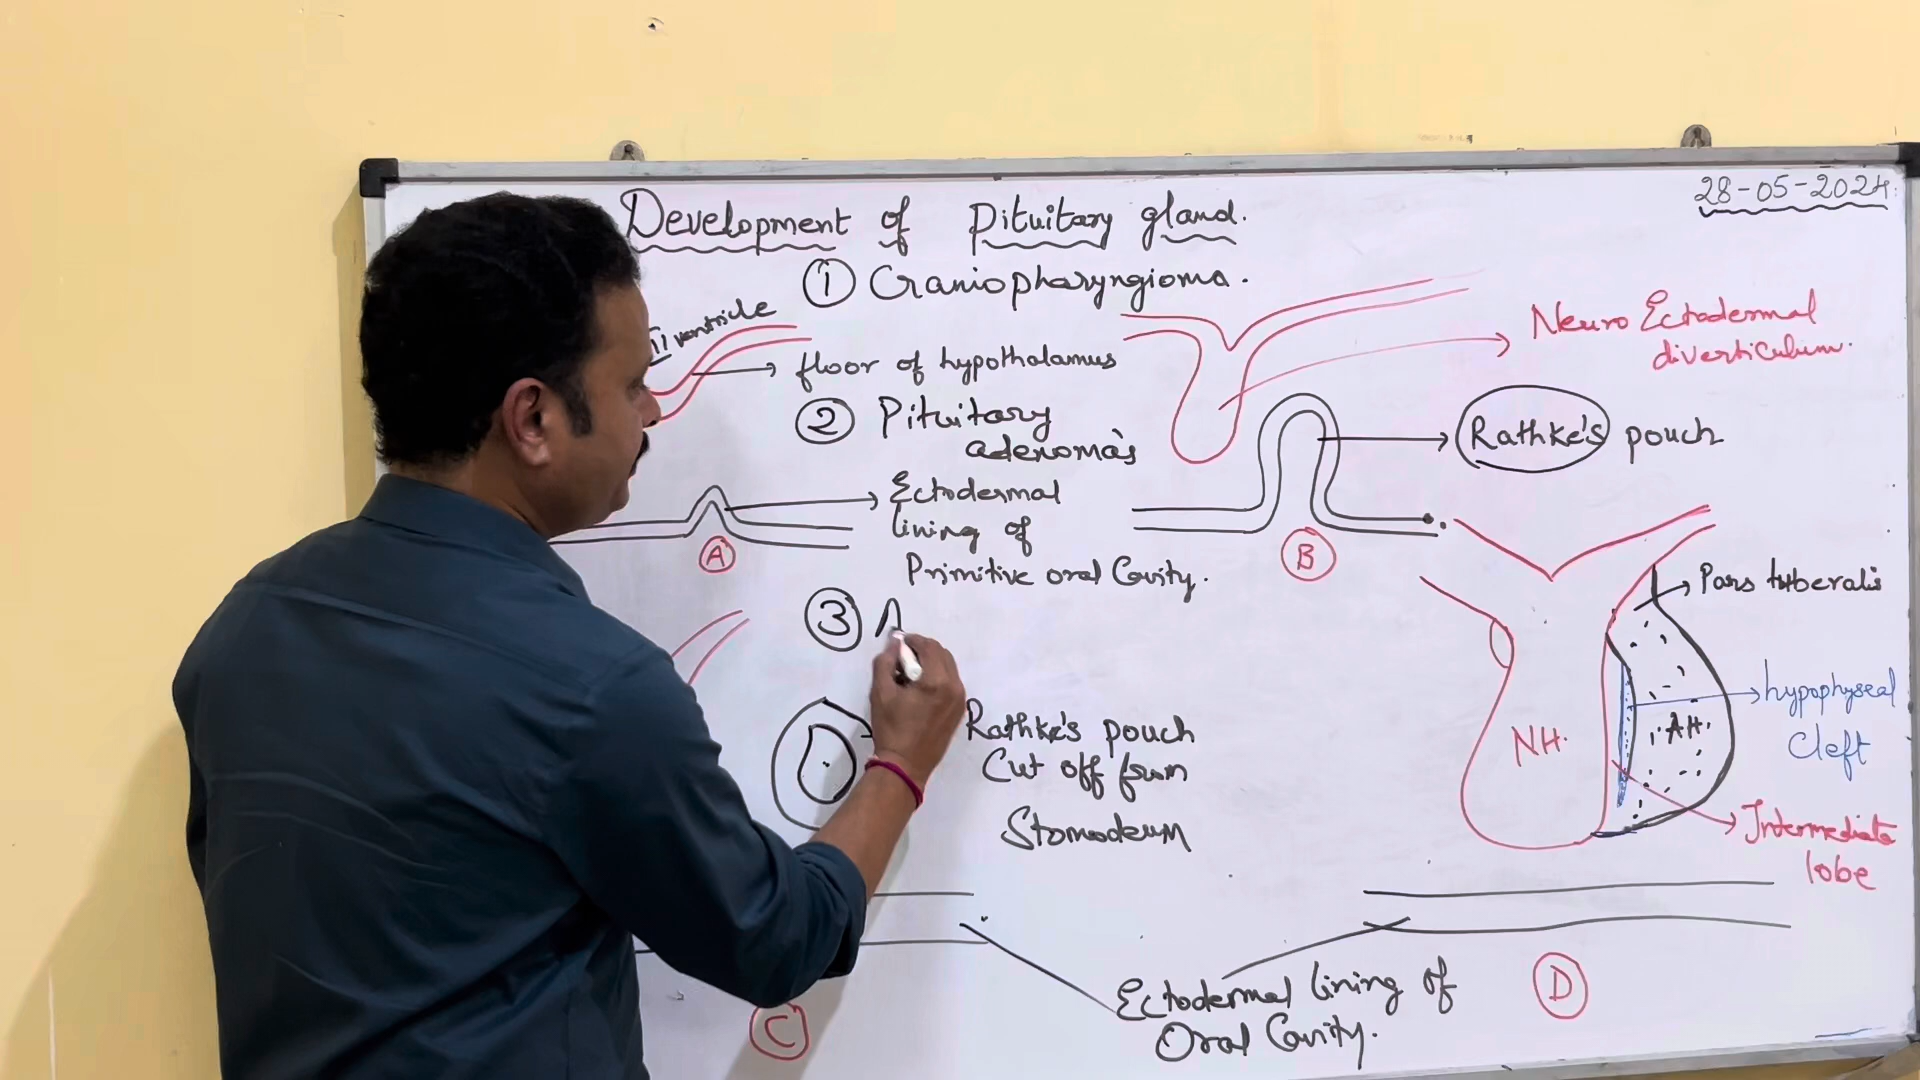 28-05-2024
Development of Pituitary gland.
① Craniopharyngioma.
ventricle
floor of hypothalamus
Neuro Ectodermal
diverticulum.
② Pituitary
adenoma's
Rathke's pouch
Ectodermal
lining of
Primitive oral Cavity.
A
B
③ A
Pars tuberalis
Rathke's pouch
Cut off from
Stomodeum
NH.
AH.
hypophyseal
Cleft
Intermediate
lobe
Ectodermal lining of
Oral Cavity.
C
D